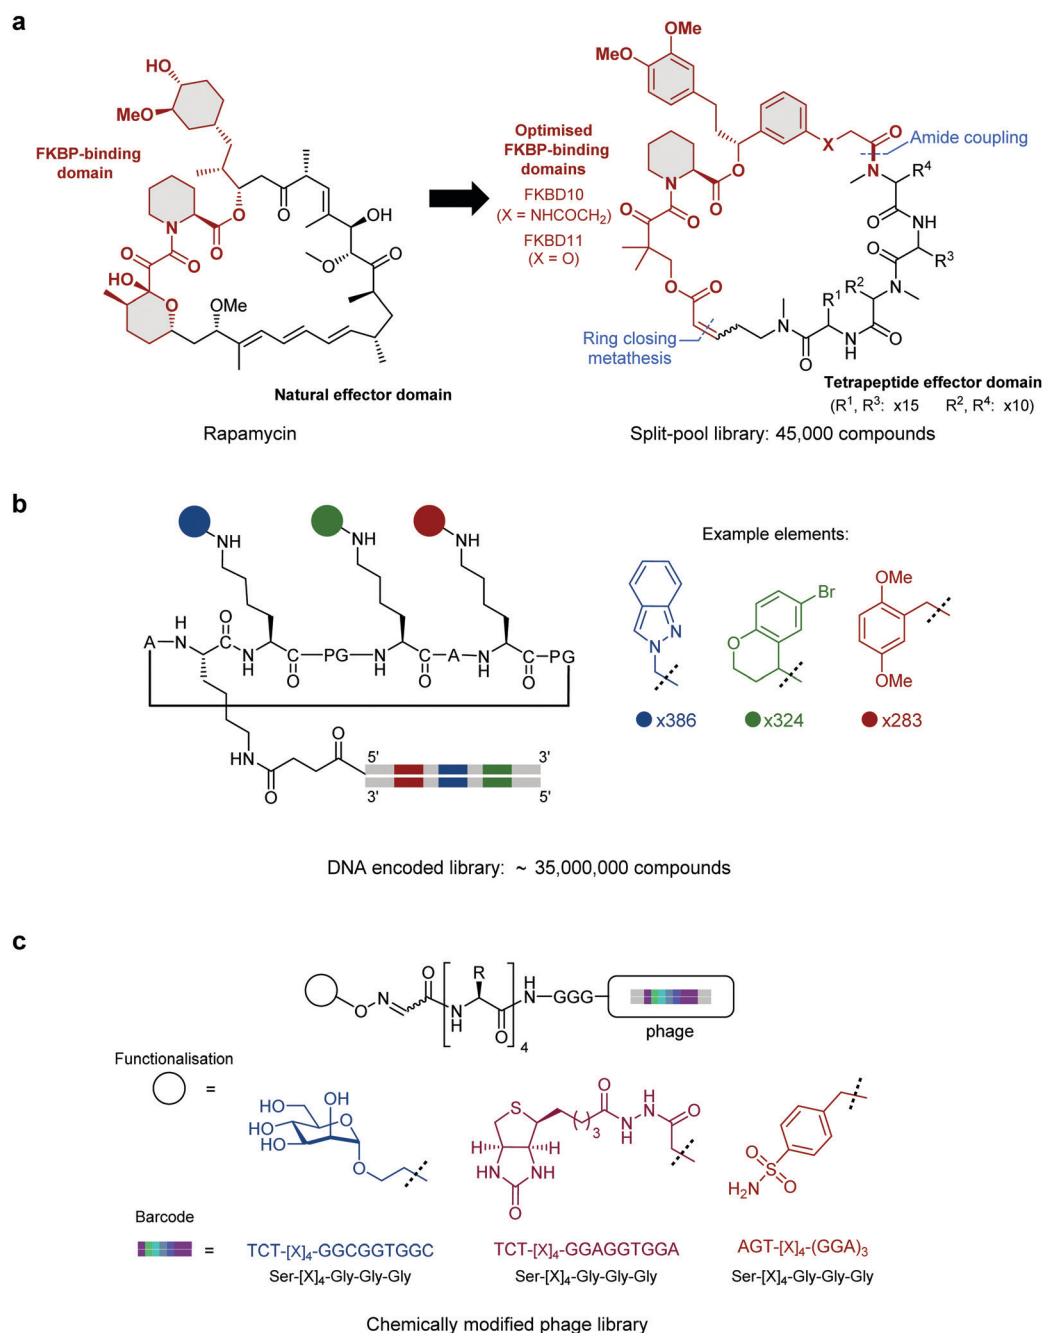 a
HO
MeO
FKBP-binding
domain
N
O
O
O
O
HO
O
O
OMe
OH
O
O
Natural effector domain
Rapamycin
OMe
MeO
Optimised
FKBP-binding
domains
FKBD10
(X = NHCOCH₂)
FKBD11
(X = O)
N
O
O
O
O
O
O
X
O
N
Amide coupling
R⁴
O
NH
O
R³
N
R²
R¹
N
O
N
H
O
Ring closing
metathesis
Tetrapeptide effector domain
(R¹, R³: x15 R², R⁴: x10)
Split-pool library: 45,000 compounds
b
NH
NH
NH
Example elements:
N
N
Br
O
OMe
OMe
x386
x324
x283
A
H
N
O
N
H
O
PG
N
H
O
A
N
H
O
PG
HN
O
O
5' 3'
3' 5'
DNA encoded library: ~ 35,000,000 compounds
c
O
N
O
N
H
R
O
4
H
N
GGG
phage
Functionalisation
=
HO
OH
HO
HO
O
O
S
H
H
HN
NH
O
3
O
N
H
H
N
O
O
S
O
H₂N
Barcode
=
TCT-[X]₄-GGCGGTGGC
Ser-[X]₄-Gly-Gly-Gly
TCT-[X]₄-GGAGGTGGA
Ser-[X]₄-Gly-Gly-Gly
AGT-[X]₄-(GGA)₃
Ser-[X]₄-Gly-Gly-Gly
Chemically modified phage library